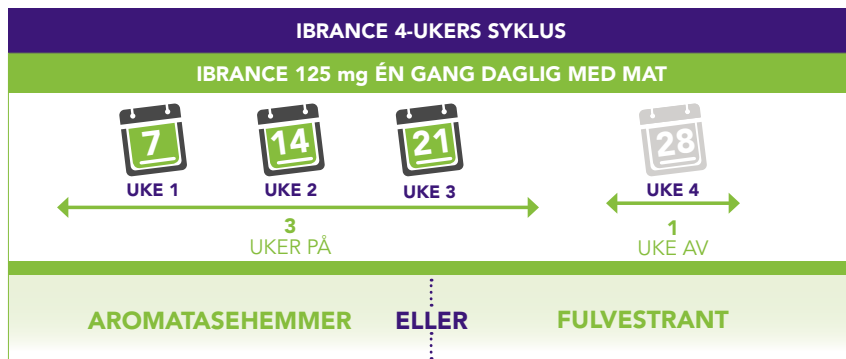 IBRANCE 4-UKERS SYKLUS
IBRANCE 125 mg ÉN GANG DAGLIG MED MAT
7 14 21 28
UKE 1 UKE 2 UKE 3 UKE 4
3 1
UKER PÅ UKE AV
AROMATASEHEMMER ELLER FULVESTRANT